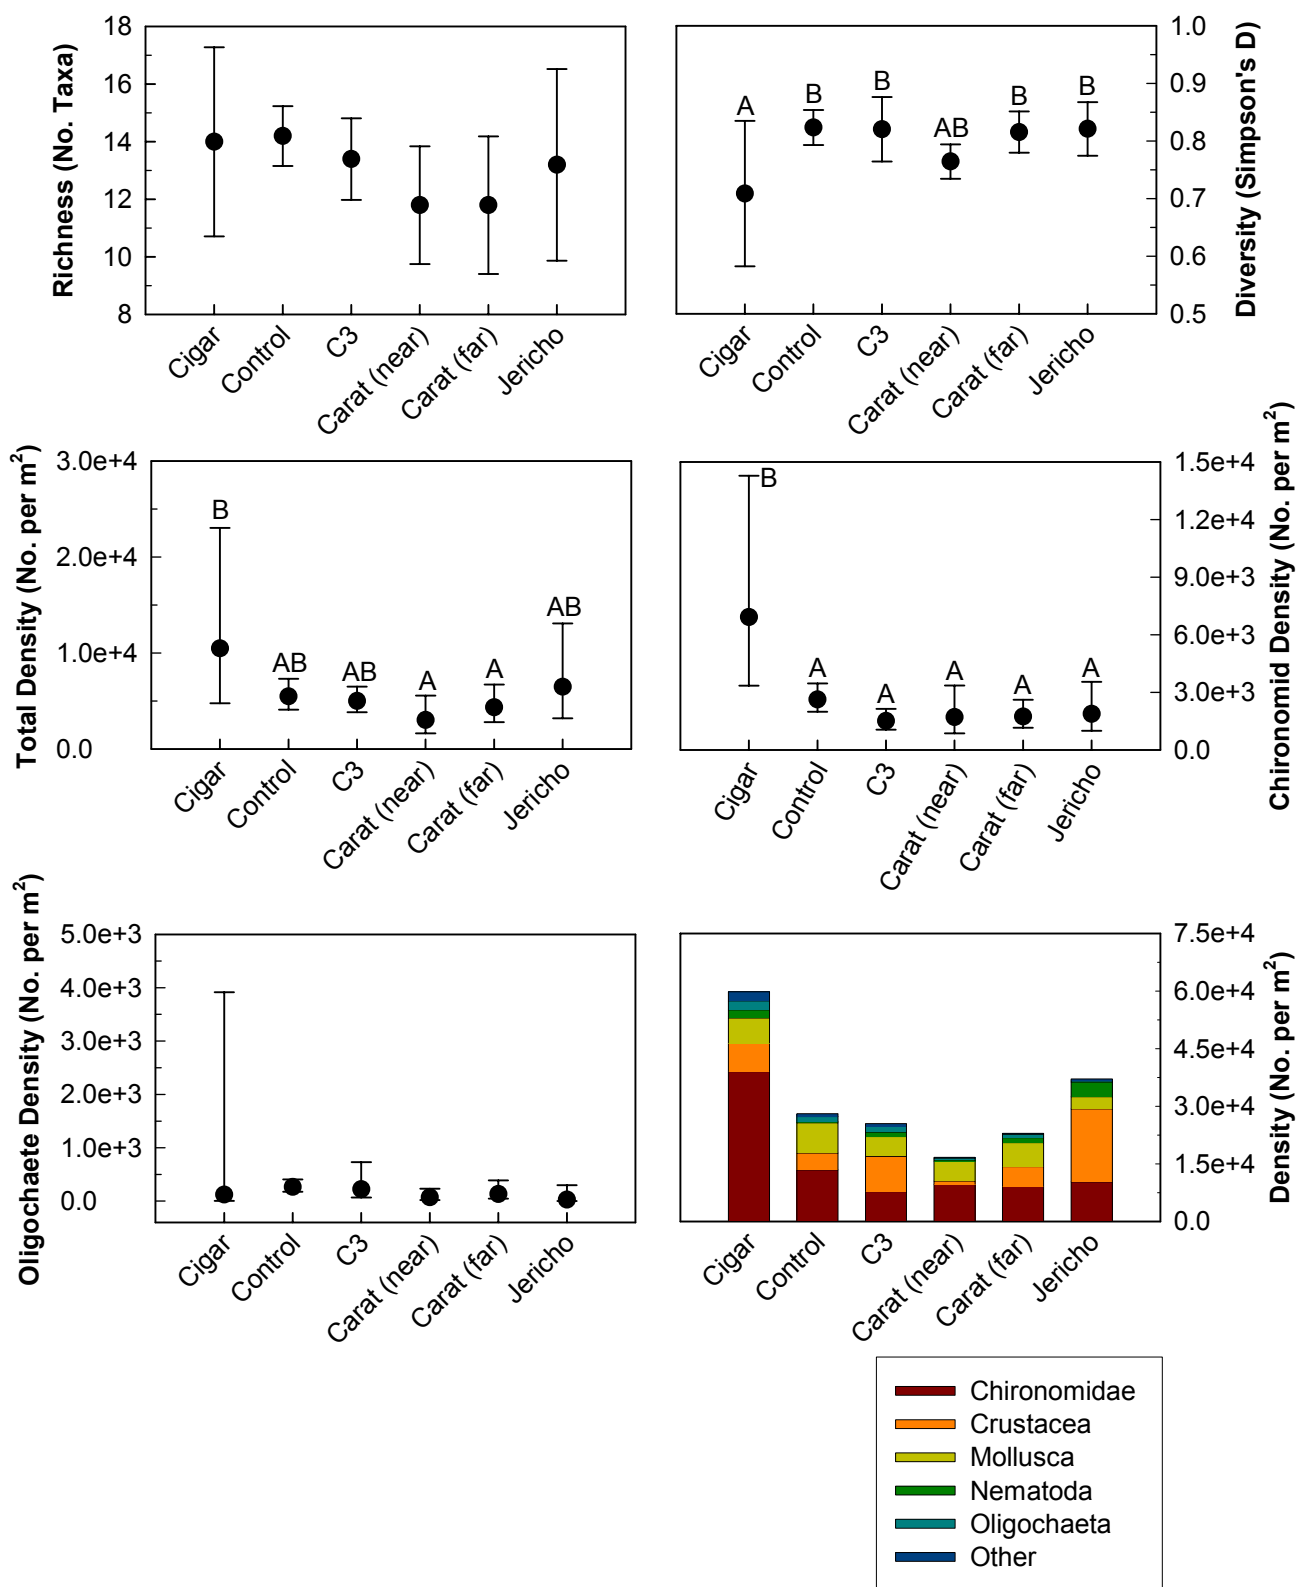 Richness (No. Taxa)
18
16
14
12
10
8
Cigar
Control
C3
Carat (near)
Carat (far)
Jericho
A
B
B
AB
B
B
1.0
0.9
0.8
0.7
0.6
0.5
Diversity (Simpson's D)
Cigar
Control
C3
Carat (near)
Carat (far)
Jericho
Total Density (No. per m²)
3.0e+4
2.0e+4
1.0e+4
0.0
B
AB
AB
A
A
AB
Cigar
Control
C3
Carat (near)
Carat (far)
Jericho
B
A
A
A
A
A
1.5e+4
1.2e+4
9.0e+3
6.0e+3
3.0e+3
0.0
Chironomid Density (No. per m²)
Cigar
Control
C3
Carat (near)
Carat (far)
Jericho
Oligochaete Density (No. per m²)
5.0e+3
4.0e+3
3.0e+3
2.0e+3
1.0e+3
0.0
Cigar
Control
C3
Carat (near)
Carat (far)
Jericho
7.5e+4
6.0e+4
4.5e+4
3.0e+4
1.5e+4
0.0
Density (No. per m²)
Cigar
Control
C3
Carat (near)
Carat (far)
Jericho
Chironomidae
Crustacea
Mollusca
Nematoda
Oligochaeta
Other